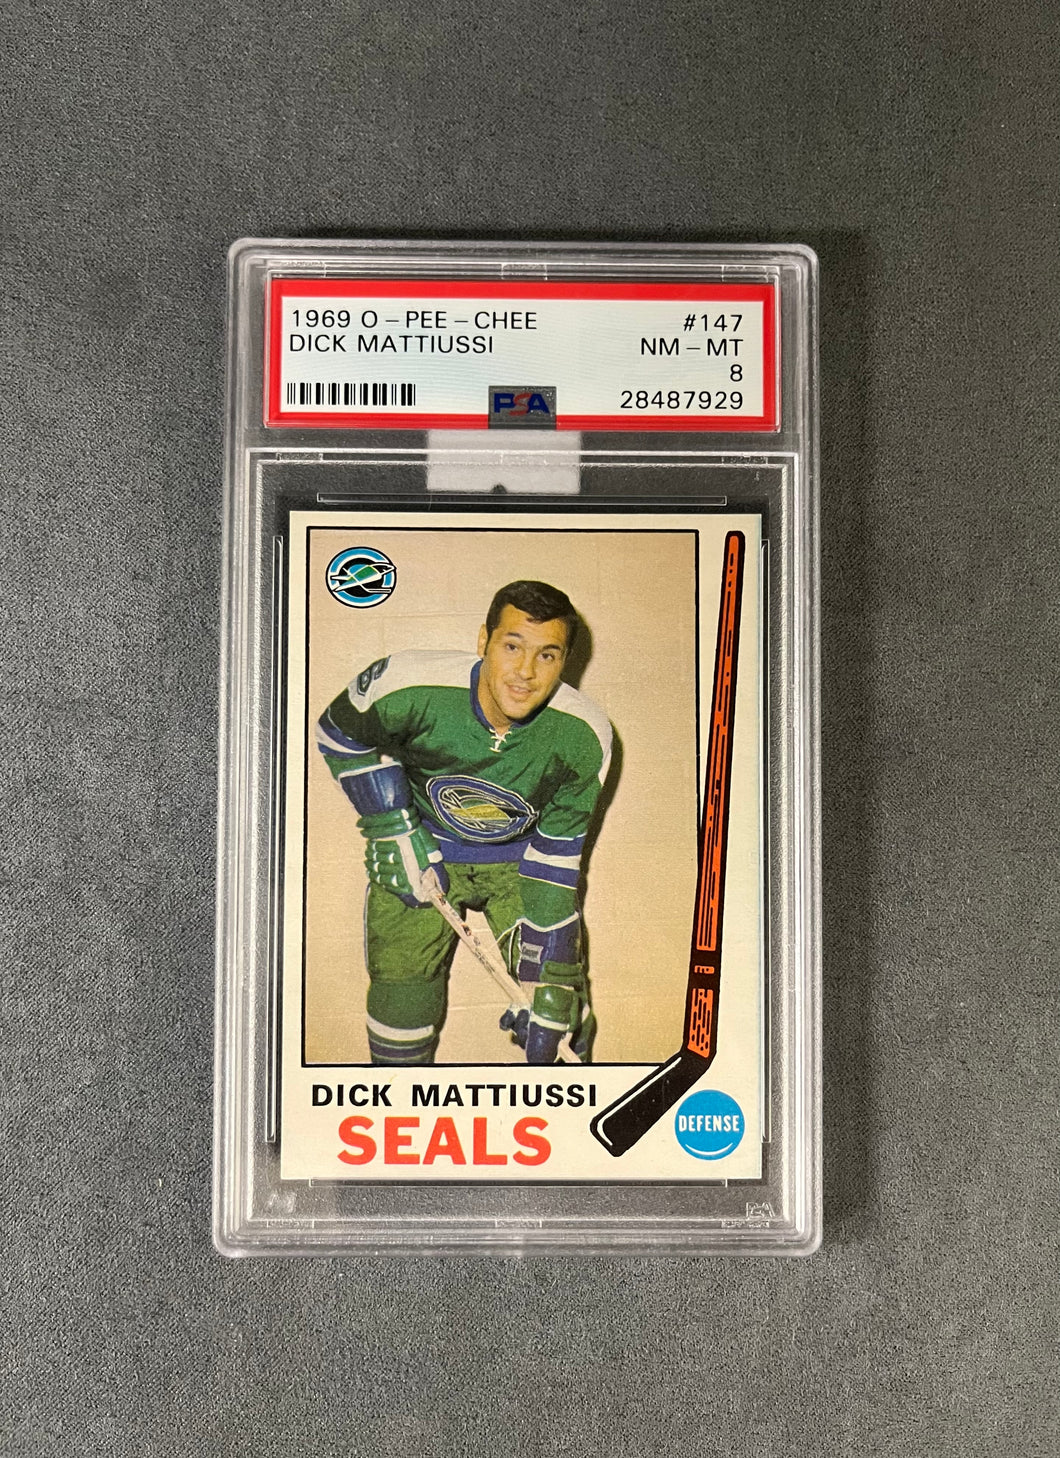 1969 O-PEE-CHEE #147
DICK MATTIUSSI NM-MT
8
PSA 28487929
DICK MATTIUSSI
SEALS
DEFENSE